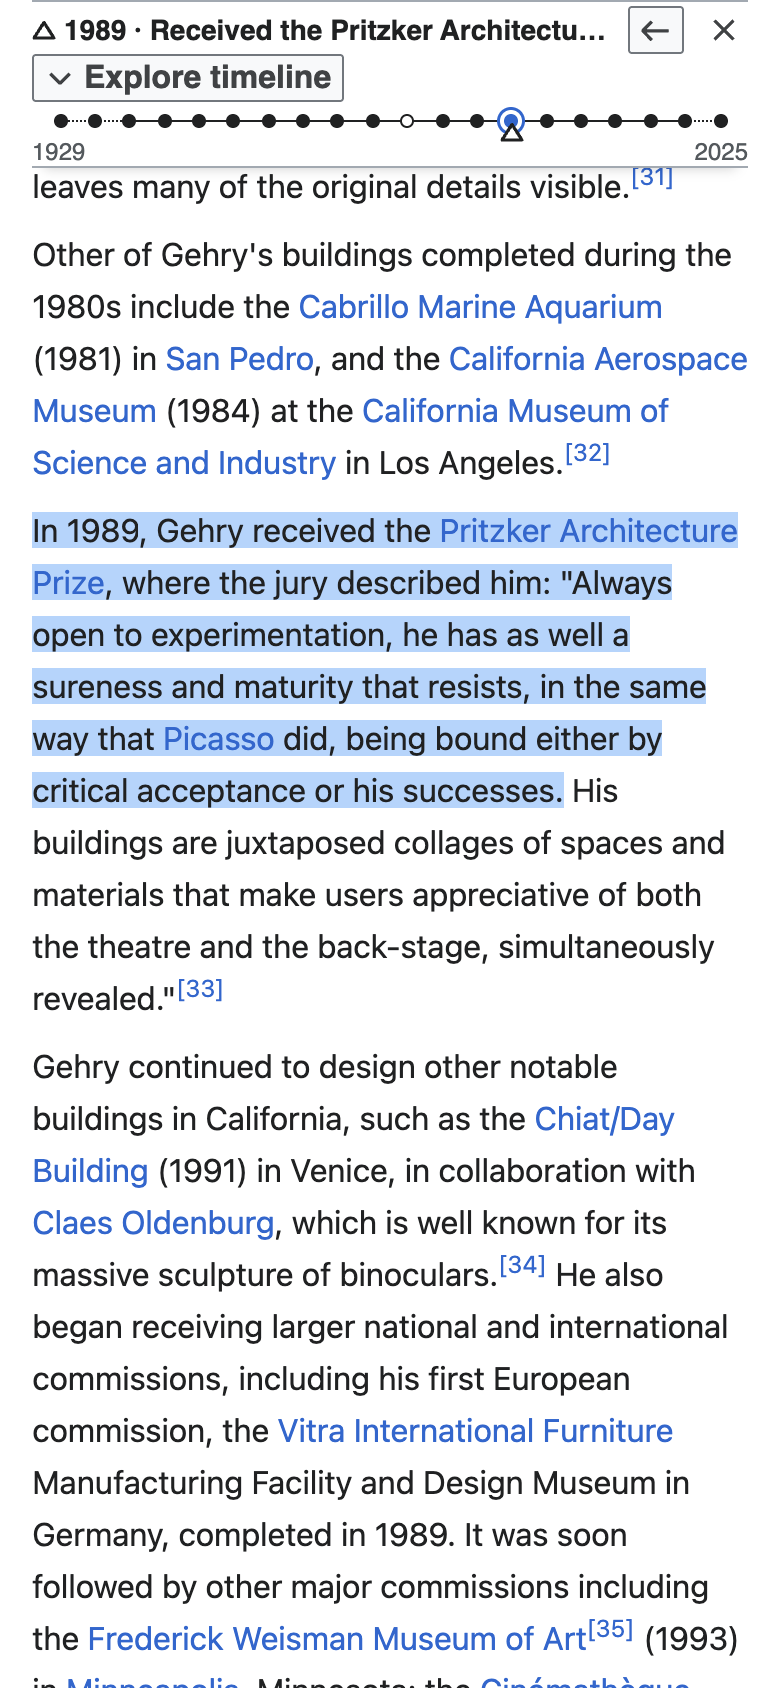 1989 · Received the Pritzker Architectu...
Explore timeline
1929
2025
leaves many of the original details visible.[31]
Other of Gehry's buildings completed during the
1980s include the Cabrillo Marine Aquarium
(1981) in San Pedro, and the California Aerospace
Museum (1984) at the California Museum of
Science and Industry in Los Angeles.[32]
In 1989, Gehry received the Pritzker Architecture
Prize, where the jury described him: "Always
open to experimentation, he has as well a
sureness and maturity that resists, in the same
way that Picasso did, being bound either by
critical acceptance or his successes. His
buildings are juxtaposed collages of spaces and
materials that make users appreciative of both
the theatre and the back-stage, simultaneously
revealed."[33]
Gehry continued to design other notable
buildings in California, such as the Chiat/Day
Building (1991) in Venice, in collaboration with
Claes Oldenburg, which is well known for its
massive sculpture of binoculars.[34] He also
began receiving larger national and international
commissions, including his first European
commission, the Vitra International Furniture
Manufacturing Facility and Design Museum in
Germany, completed in 1989. It was soon
followed by other major commissions including
the Frederick Weisman Museum of Art[35] (1993)
in Minneapolis, Minnesota; the Cinémathèque